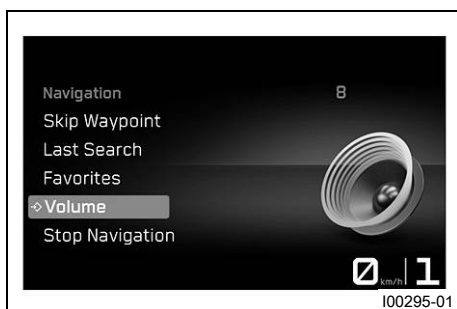 Navigation
8
Skip Waypoint
Last Search
Favorites
Volume
Stop Navigation
0 km/h 1
I00295-01